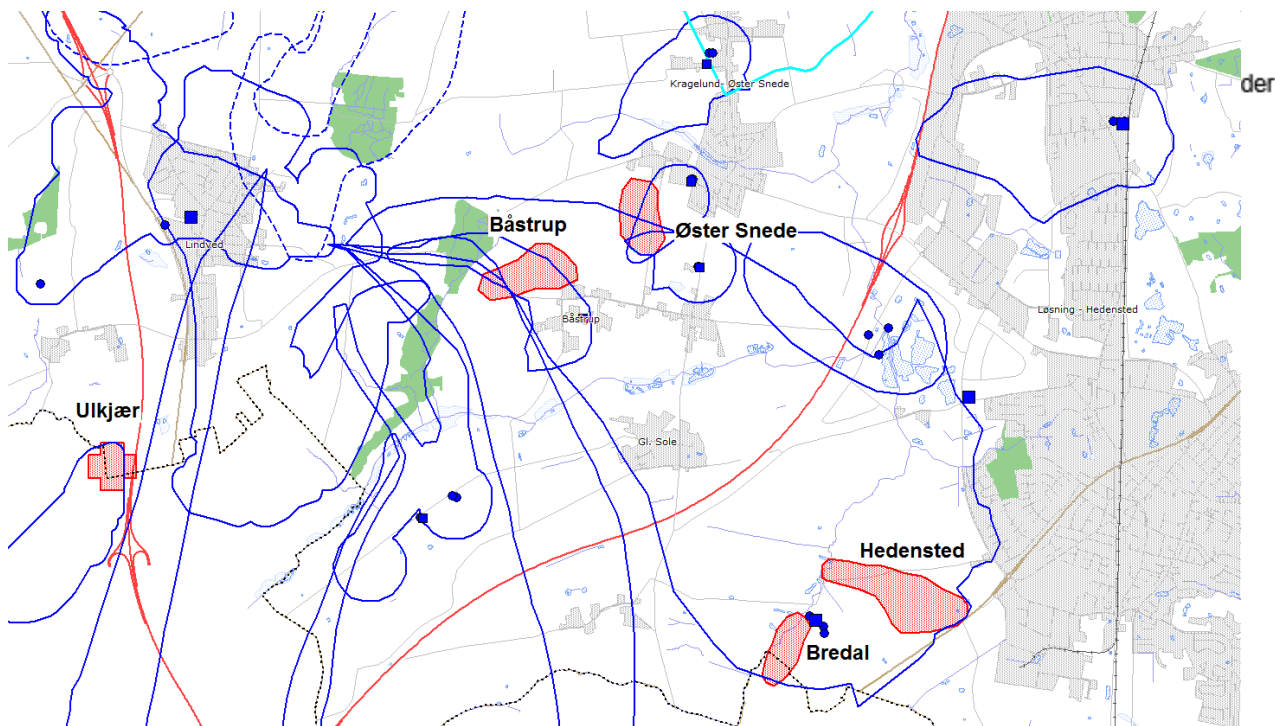 Kragelund- Øster Snede
der
Båstrup
Øster Snede
Lindved
Båstrup
Løsning - Hedensted
Ulkjær
Gl. Sole
Hedensted
Bredal